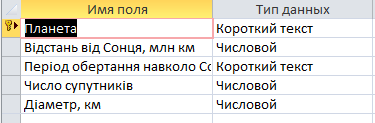 Имя поля Тип данных
Планета Короткий текст
Відстань від Сонця, млн км Числовой
Період обертання навколо Со Короткий текст
Число супутників Числовой
Діаметр, км Числовой